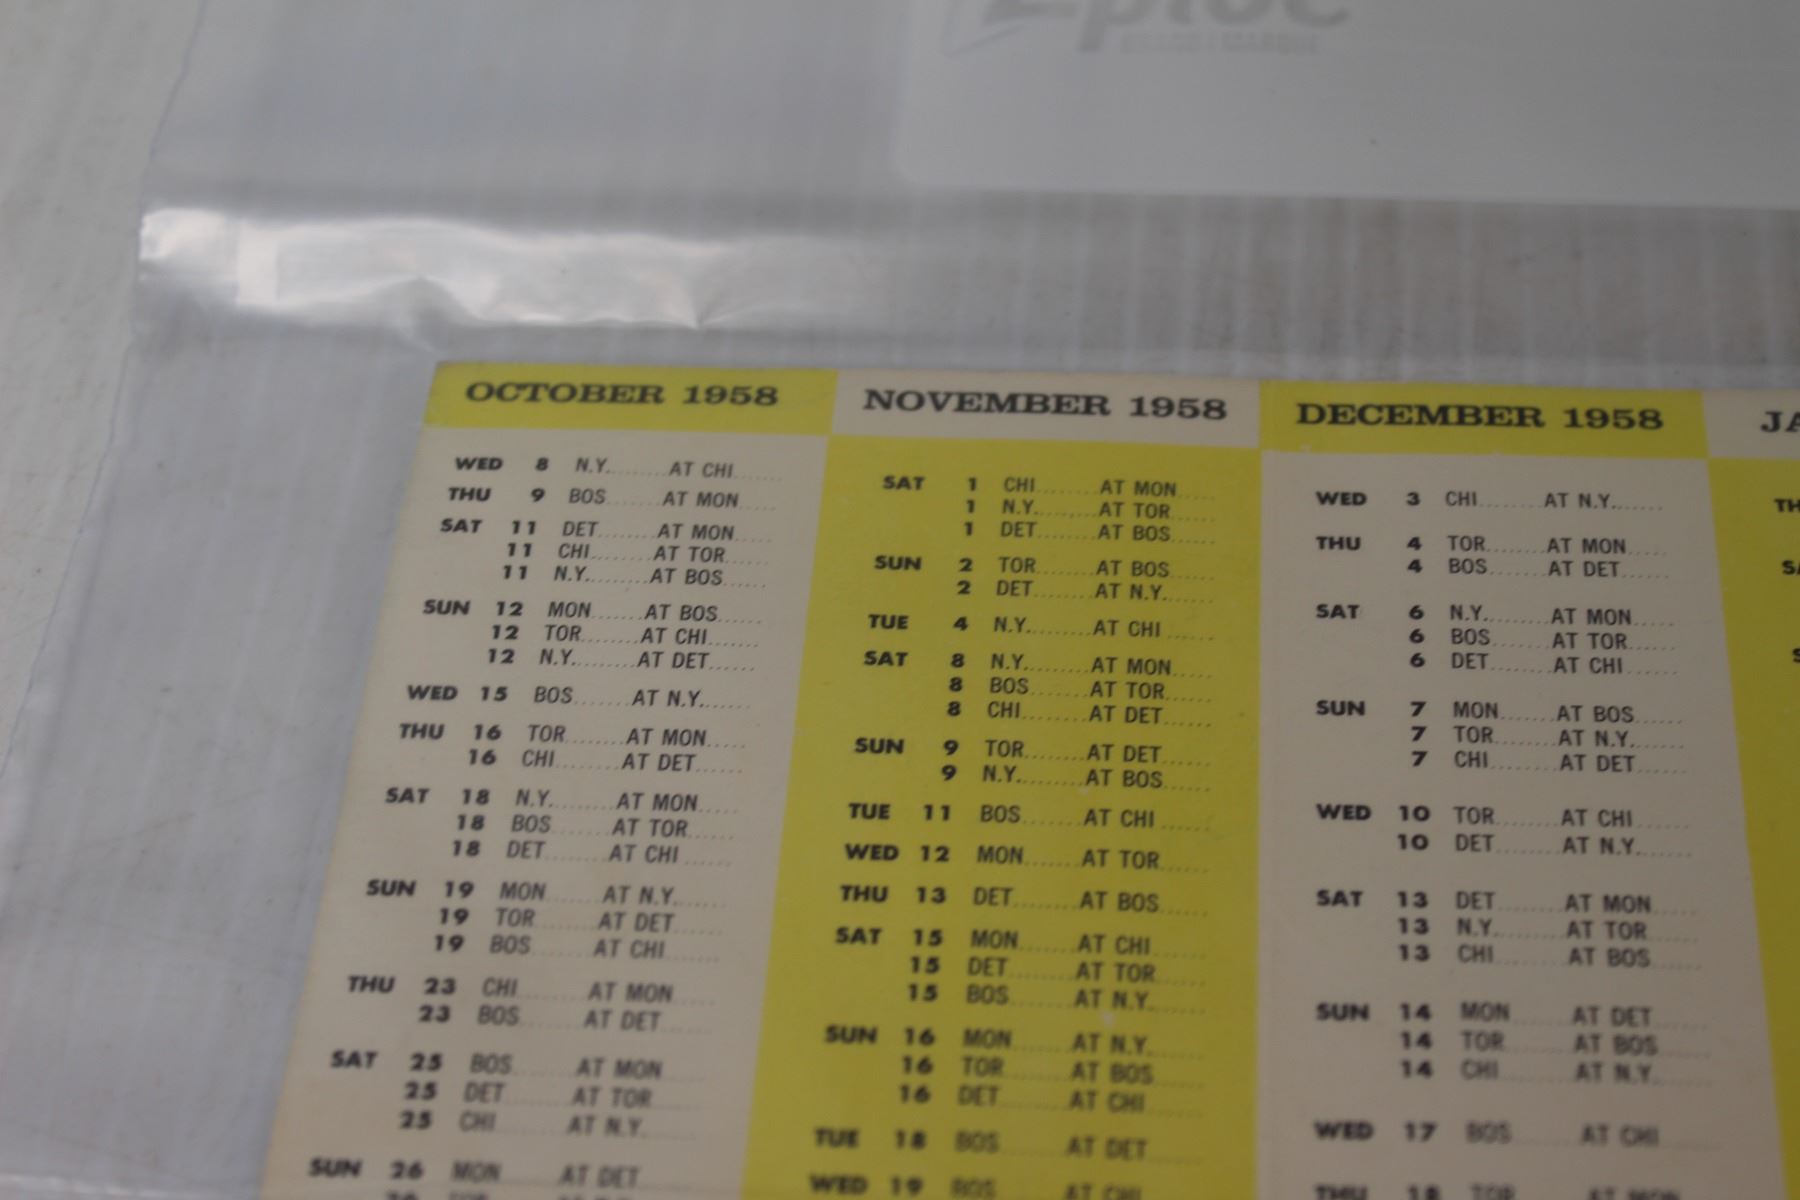 OCTOBER 1958
WED 8 N.Y. AT CHI
THU 9 BOS AT MON
SAT 11 DET AT MON
11 CHI AT TOR
11 N.Y. AT BOS
SUN 12 MON AT BOS
12 TOR AT CHI
12 N.Y. AT DET
WED 15 BOS AT N.Y.
THU 16 TOR AT MON
16 CHI AT DET
SAT 18 N.Y. AT MON
18 BOS AT TOR
18 DET AT CHI
SUN 19 MON AT N.Y.
19 TOR AT DET
19 BOS AT CHI
THU 23 CHI AT MON
23 BOS AT DET
SAT 25 BOS AT MON
25 DET AT TOR
25 CHI AT N.Y.
SUN 26 MON AT DET
NOVEMBER 1958
SAT 1 CHI AT MON
1 N.Y. AT TOR
1 DET AT BOS
SUN 2 TOR AT BOS
2 DET AT N.Y.
TUE 4 N.Y. AT CHI
SAT 8 N.Y. AT MON
8 BOS AT TOR
8 CHI AT DET
SUN 9 TOR AT DET
9 N.Y. AT BOS
TUE 11 BOS AT CHI
WED 12 MON AT TOR
THU 13 DET AT BOS
SAT 15 MON AT CHI
15 DET AT TOR
15 BOS AT N.Y.
SUN 16 MON AT N.Y.
16 TOR AT BOS
16 DET AT CHI
TUE 18 BOS AT DET
WED 19 BOS AT CHI
DECEMBER 1958
WED 3 CHI AT N.Y.
THU 4 TOR AT MON
4 BOS AT DET
SAT 6 N.Y. AT MON
6 BOS AT TOR
6 DET AT CHI
SUN 7 MON AT BOS
7 TOR AT N.Y.
7 CHI AT DET
WED 10 TOR AT CHI
10 DET AT N.Y.
SAT 13 DET AT MON
13 N.Y. AT TOR
13 CHI AT BOS
SUN 14 MON AT DET
14 TOR AT BOS
14 CHI AT N.Y.
WED 17 BOS AT CHI
THU 18 TOR AT MON
JA
TH
SA
S